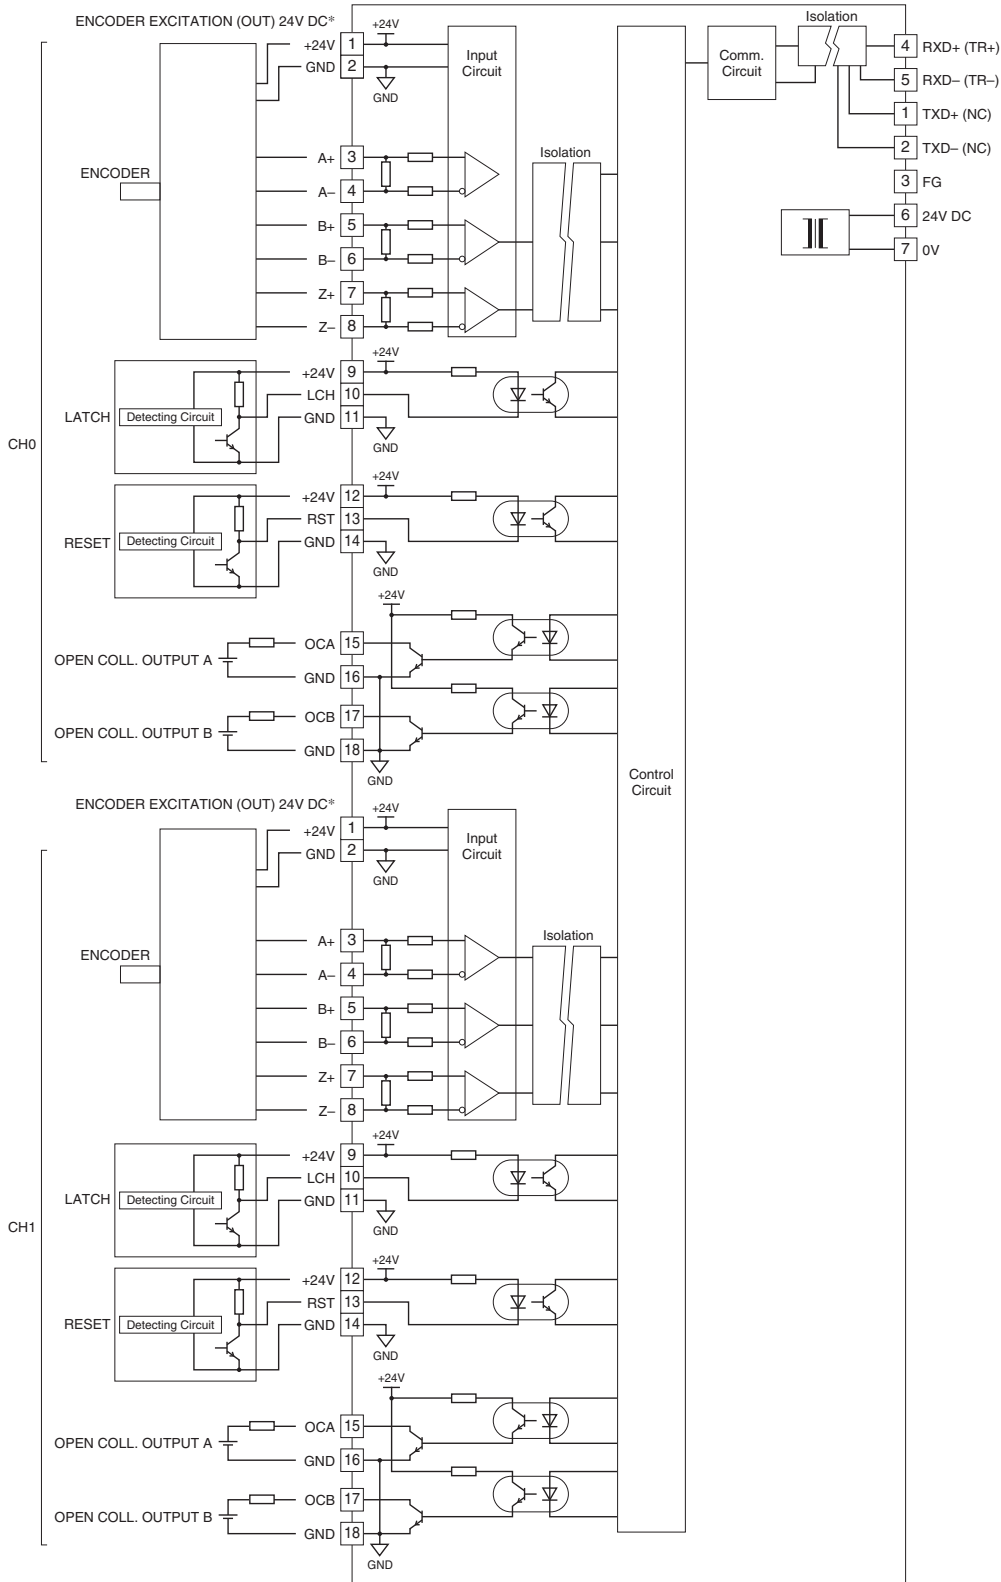 ENCODER EXCITATION (OUT) 24V DC*
+24V 1 +24V
GND 2
GND
Input
Circuit
A+ 3
A– 4
B+ 5
B– 6
Z+ 7
Z– 8
ENCODER
Isolation
LATCH
Detecting Circuit
+24V 9 +24V
LCH 10
GND 11
GND
CH0
RESET
Detecting Circuit
+24V 12 +24V
RST 13
GND 14
GND
+24V
OPEN COLL. OUTPUT A
OCA 15
GND 16
OPEN COLL. OUTPUT B
OCB 17
GND 18
GND
ENCODER EXCITATION (OUT) 24V DC*
+24V 1 +24V
GND 2
GND
Input
Circuit
A+ 3
A– 4
B+ 5
B– 6
Z+ 7
Z– 8
ENCODER
Isolation
LATCH
Detecting Circuit
+24V 9 +24V
LCH 10
GND 11
GND
CH1
RESET
Detecting Circuit
+24V 12 +24V
RST 13
GND 14
GND
+24V
OPEN COLL. OUTPUT A
OCA 15
GND 16
OPEN COLL. OUTPUT B
OCB 17
GND 18
GND
Control
Circuit
Comm.
Circuit
Isolation
4 RXD+ (TR+)
5 RXD– (TR–)
1 TXD+ (NC)
2 TXD– (NC)
3 FG
6 24V DC
7 0V